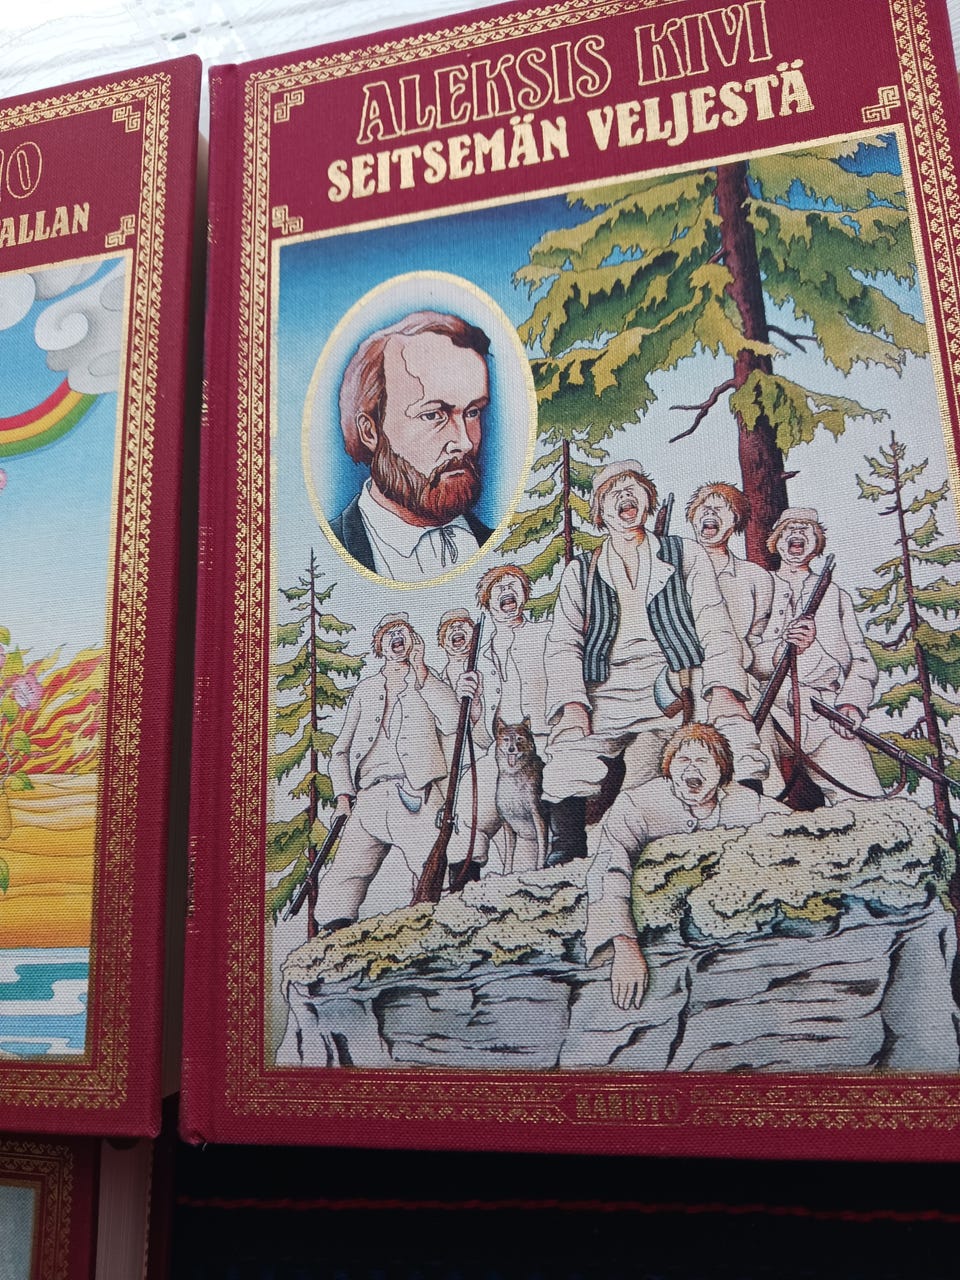 ALLAN
ALEKSIS KIVI
SEITSEMÄN VELJESTÄ
KARISTO